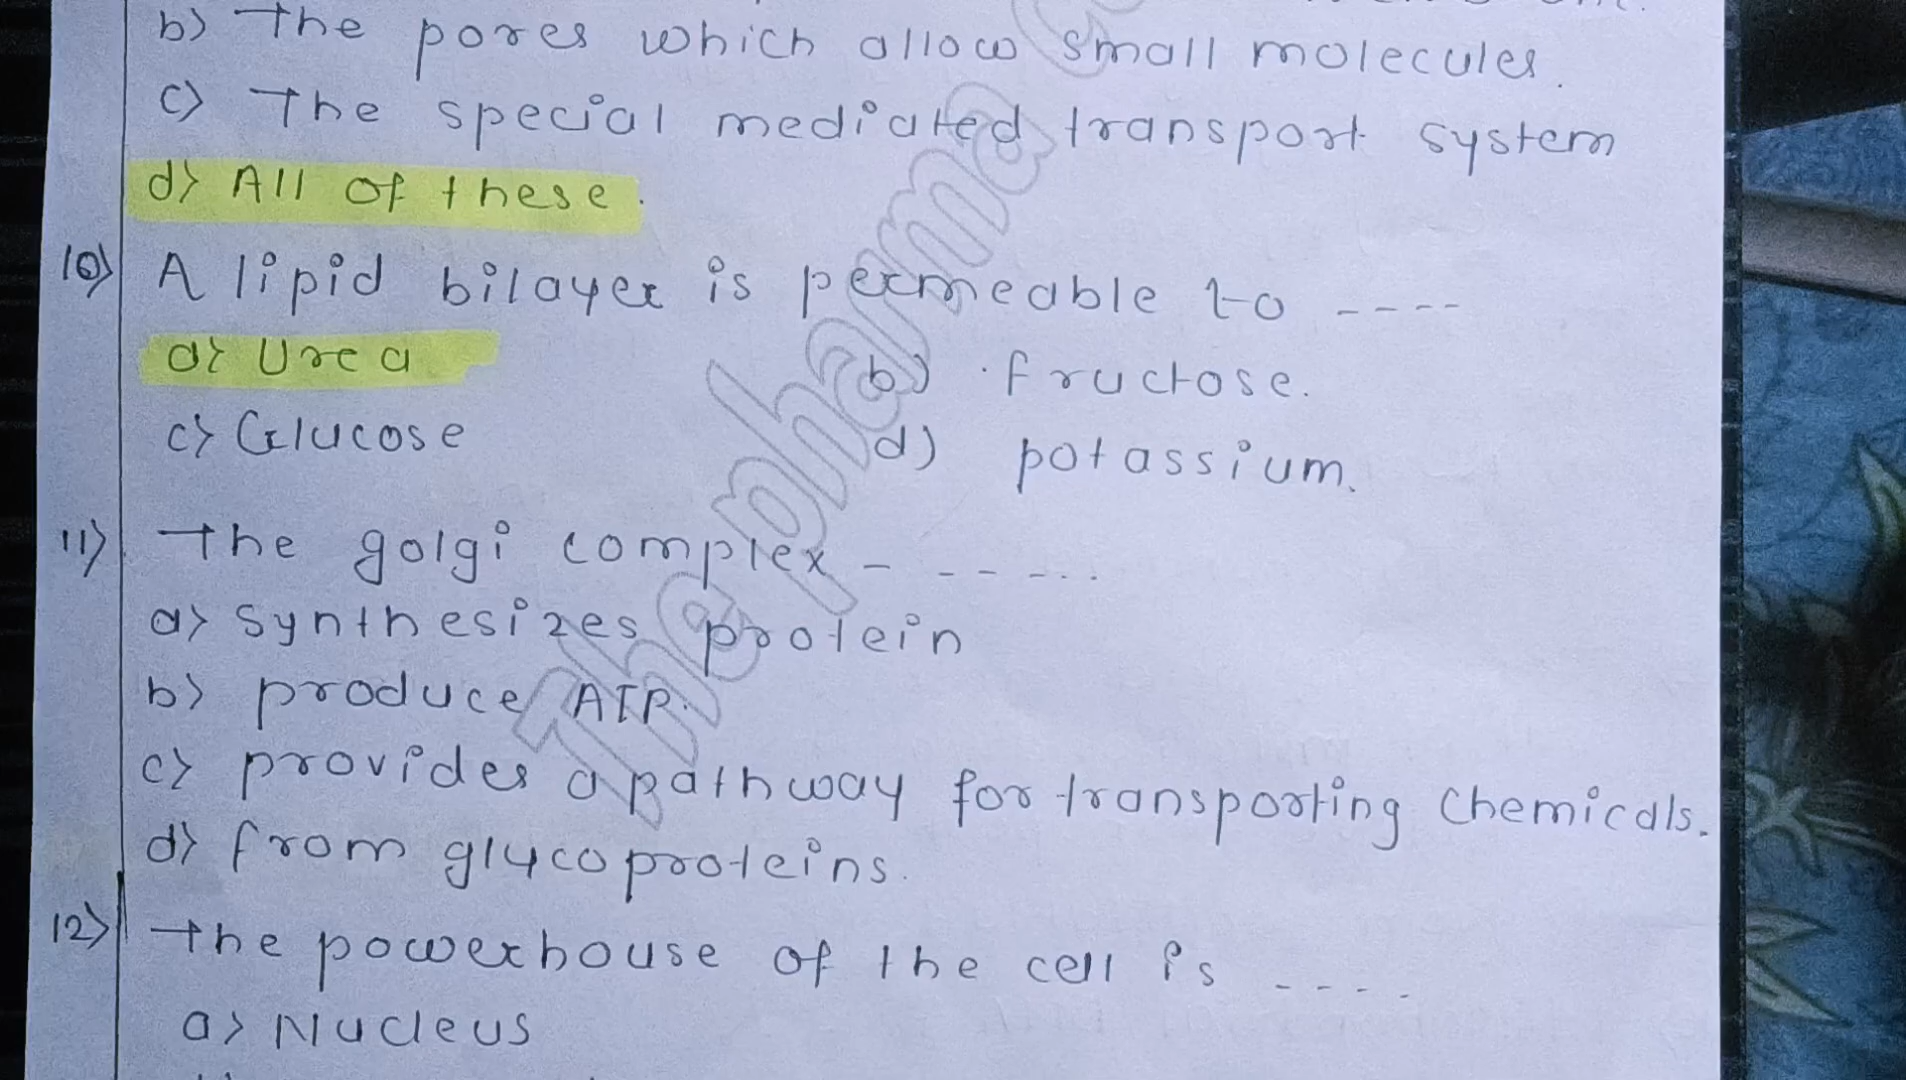 b) The pores which allow small molecules.
c) The special mediated transport system
d) All of these.
10) A lipid bilayer is permeable to ----
a) Urea
b) fructose.
c) Glucose
d) potassium.
11) The golgi complex - -- -...
a) synthesizes protein
b) produce ATP.
c) provides a pathway for transporting chemicals.
d) from glycoproteins.
12) The powerhouse of the cell is ----
a) Nucleus
The pharma